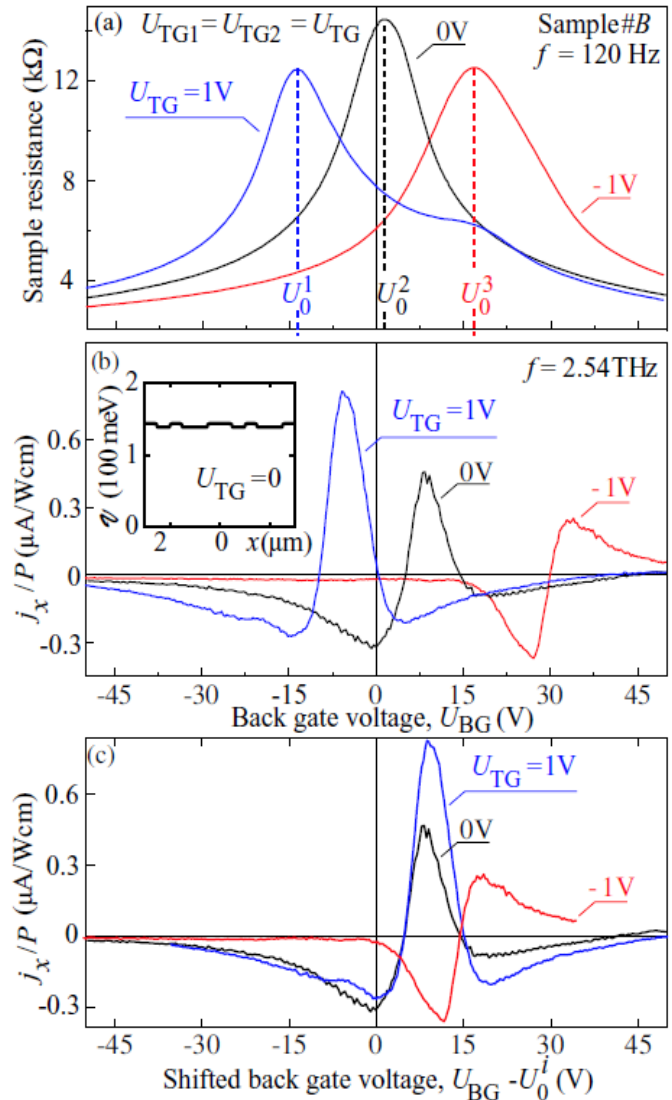 (a) U_TG1 = U_TG2 = U_TG
0V
Sample#B
f = 120 Hz
U_TG = 1V
-1V
Sample resistance (kΩ)
12
8
4
U_0^1
U_0^2
U_0^3
(b)
f = 2.54 THz
U_TG = 1V
0V
-1V
𝒱 (100 meV)
2
1
0
U_TG = 0
2 0 x(μm)
j_x /P (μA/Wcm)
0.6
0.3
0
-0.3
-45 -30 -15 0 15 30 45
Back gate voltage, U_BG (V)
(c)
U_TG = 1V
0V
-1V
j_x /P (μA/Wcm)
0.6
0.3
0
-0.3
-45 -30 -15 0 15 30 45
Shifted back gate voltage, U_BG - U_0^i (V)